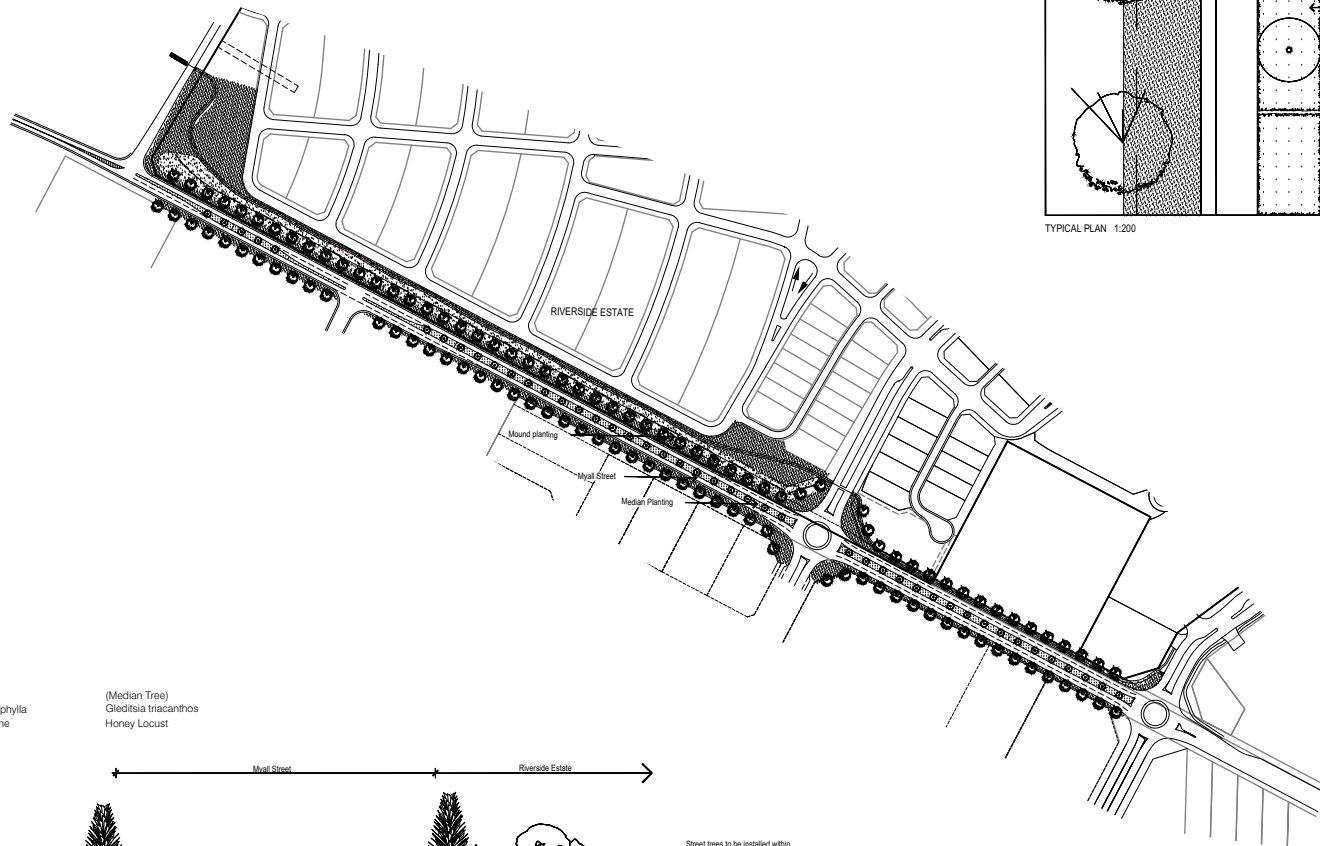 TYPICAL PLAN 1:200
RIVERSIDE ESTATE
Mound planting
Myall Street
Median Planting
phylla
ne
(Median Tree)
Gleditsia triacanthos
Honey Locust
Myall Street
Riverside Estate
Street trees to be installed within